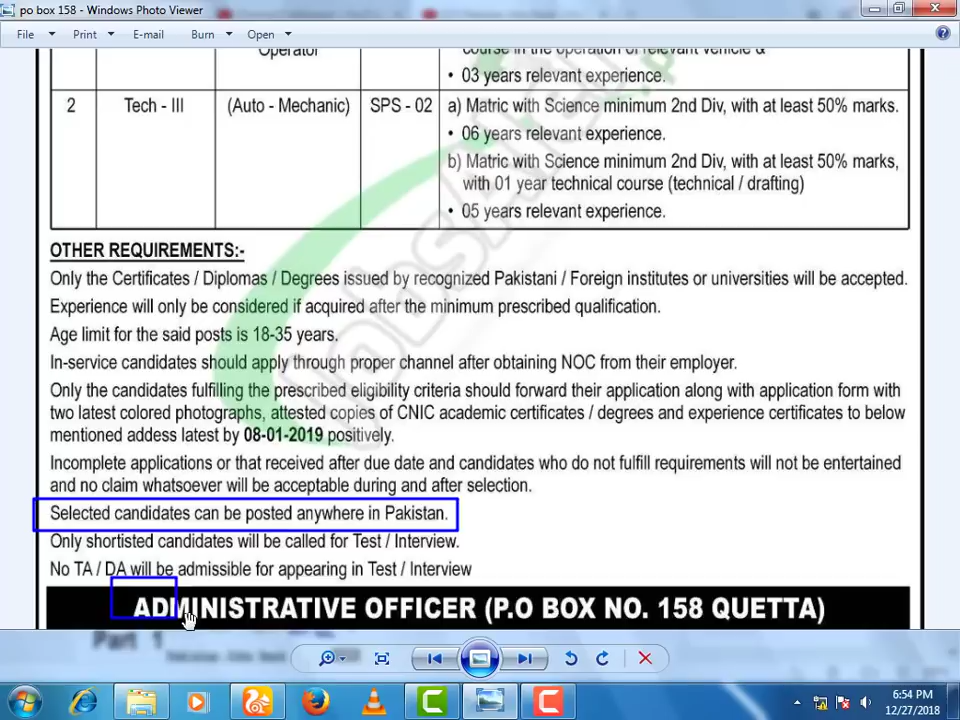 po box 158 - Windows Photo Viewer
File Print E-mail Burn Open
Operator
course in the operation of relevant vehicle &
• 03 years relevant experience.
2 Tech - III (Auto - Mechanic) SPS - 02 a) Matric with Science minimum 2nd Div, with at least 50% marks.
• 06 years relevant experience.
b) Matric with Science minimum 2nd Div, with at least 50% marks,
with 01 year technical course (technical / drafting)
• 05 years relevant experience.
OTHER REQUIREMENTS:-
Only the Certificates / Diplomas / Degrees issued by recognized Pakistani / Foreign institutes or universities will be accepted.
Experience will only be considered if acquired after the minimum prescribed qualification.
Age limit for the said posts is 18-35 years.
In-service candidates should apply through proper channel after obtaining NOC from their employer.
Only the candidates fulfilling the prescribed eligibility criteria should forward their application along with application form with
two latest colored photographs, attested copies of CNIC academic certificates / degrees and experience certificates to below
mentioned addess latest by 08-01-2019 positively.
Incomplete applications or that received after due date and candidates who do not fulfill requirements will not be entertained
and no claim whatsoever will be acceptable during and after selection.
Selected candidates can be posted anywhere in Pakistan.
Only shortisted candidates will be called for Test / Interview.
No TA / DA will be admissible for appearing in Test / Interview
ADMINISTRATIVE OFFICER (P.O BOX NO. 158 QUETTA)
Part 1
6:54 PM
12/27/2018